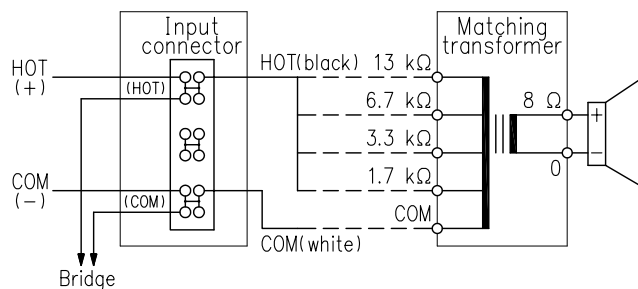 Input
connector
Matching
transformer
HOT
(+)
(HOT)
HOT(black)
13 kΩ
6.7 kΩ
8 Ω
+
3.3 kΩ
−
0
1.7 kΩ
COM
(−)
(COM)
COM
COM(white)
Bridge